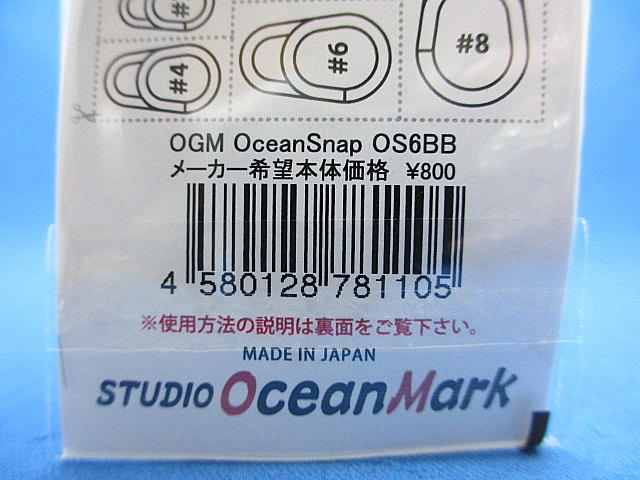 #4
#6
#8
OGM OceanSnap OS6BB
メーカー希望本体価格 ¥800
4 580128 781105
※使用方法の説明は裏面をご覧下さい。
MADE IN JAPAN
STUDIO OceanMark